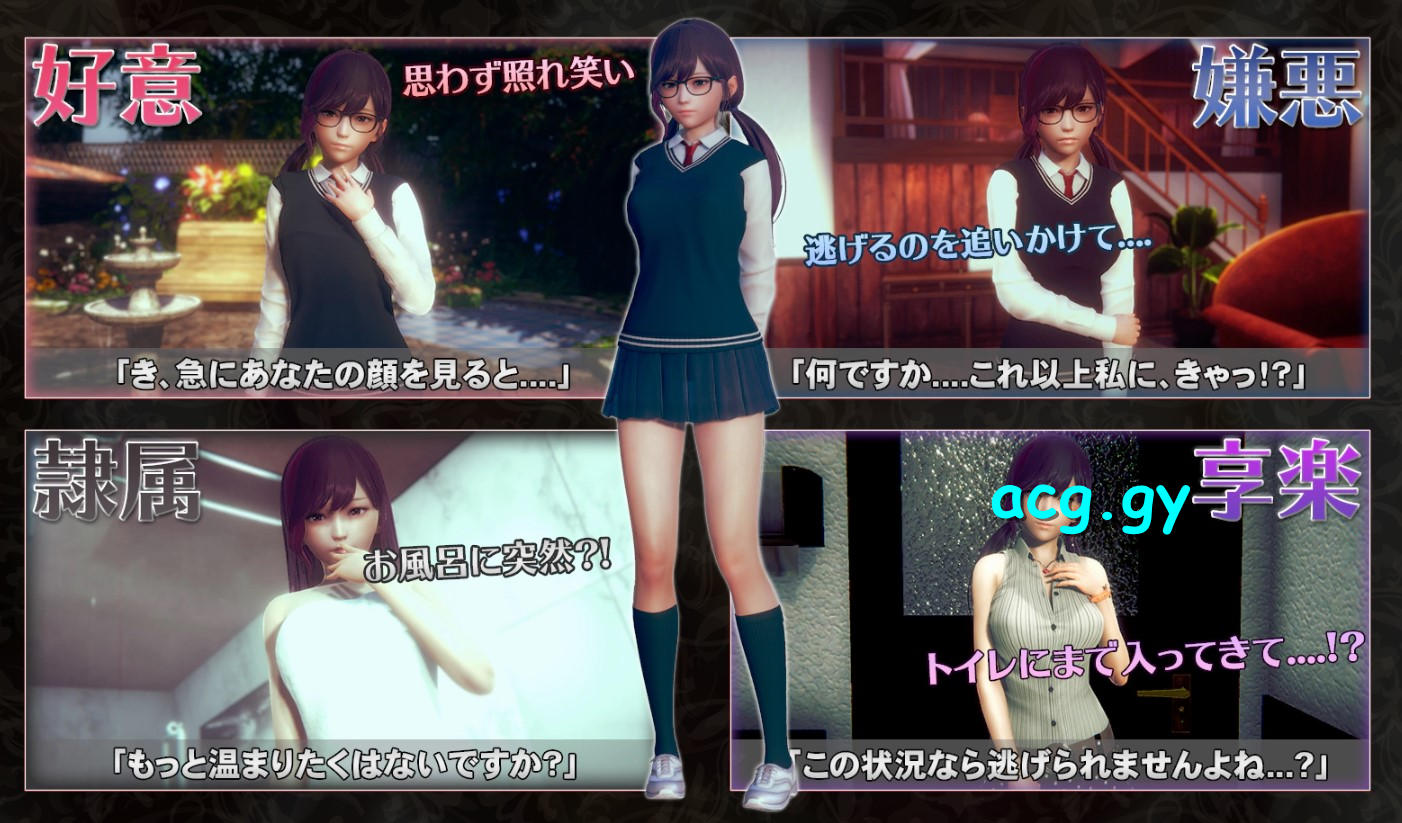 好意
思わず照れ笑い
「き、急にあなたの顔を見ると....」
嫌悪
逃げるのを追いかけて....
「何ですか....これ以上私に、きゃっ!?」
隷属
お風呂に突然?!
「もっと温まりたくはないですか?」
享楽
acg.gy
トイレにまで入ってきて....!?
「この状況なら逃げられませんよね...?」